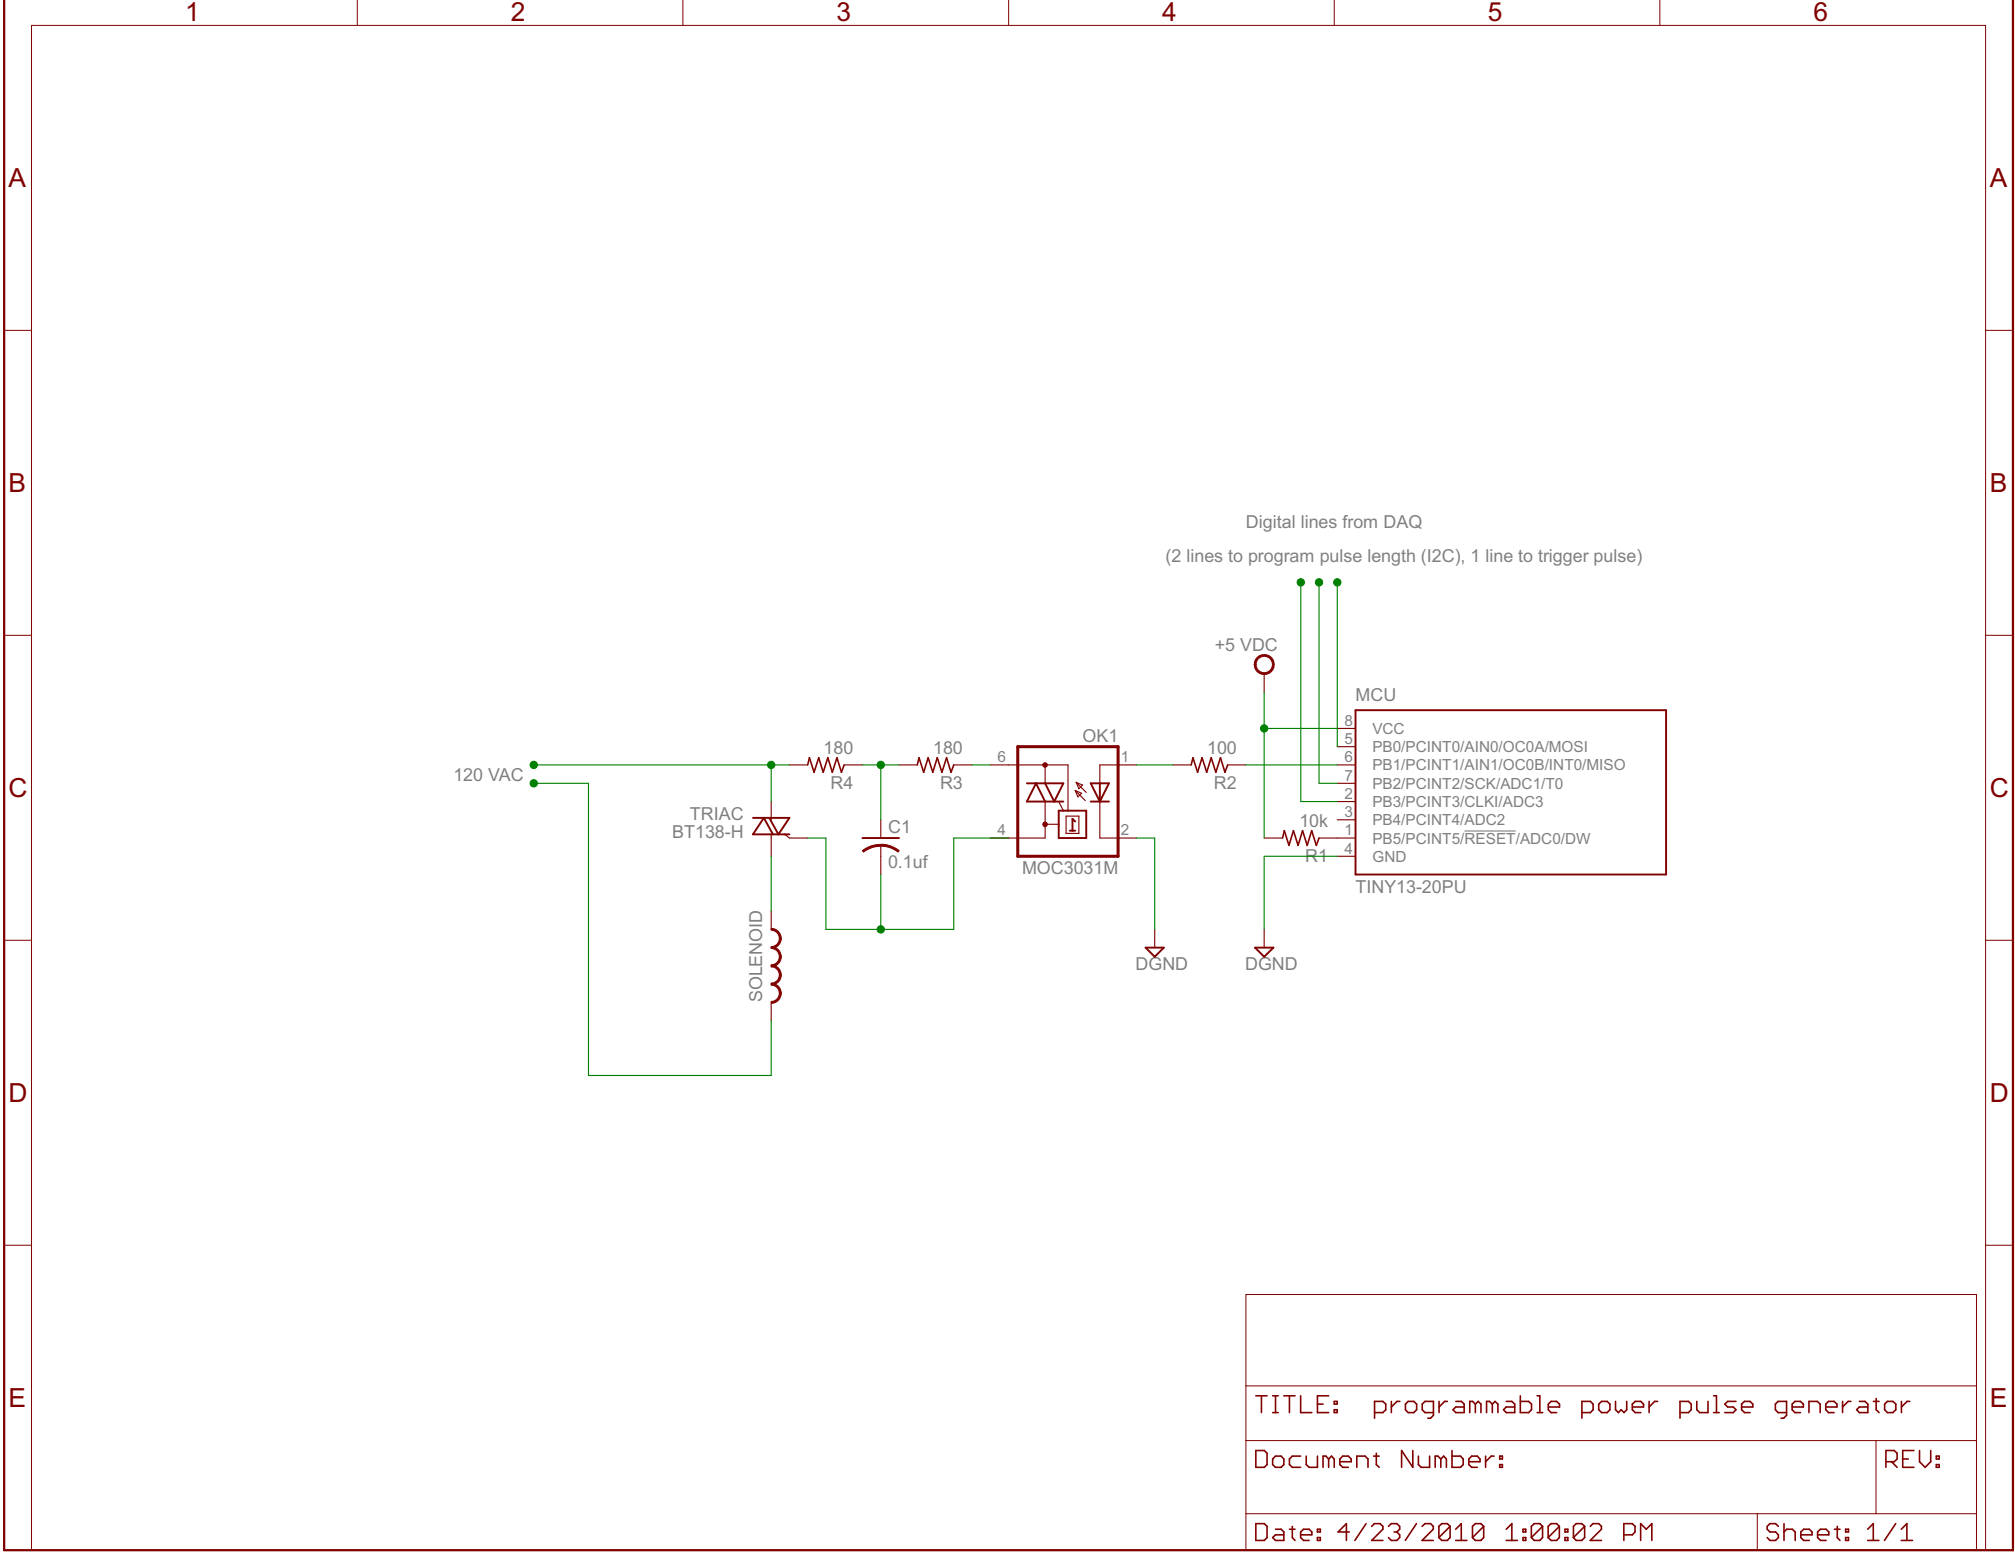 1 2 3 4 5 6
A A
B B
Digital lines from DAQ
(2 lines to program pulse length (I2C), 1 line to trigger pulse)
+5 VDC
MCU
8 VCC
5 PB0/PCINT0/AIN0/OC0A/MOSI
6 PB1/PCINT1/AIN1/OC0B/INT0/MISO
7 PB2/PCINT2/SCK/ADC1/T0
2 PB3/PCINT3/CLKI/ADC3
3 PB4/PCINT4/ADC2
1 PB5/PCINT5/RESET/ADC0/DW
4 GND
TINY13-20PU
10k
R1
100
R2
OK1
6 1
4 2
MOC3031M
180
R4
180
R3
120 VAC
C C
TRIAC
BT138-H
C1
0.1uf
SOLENOID
DGND DGND
D D
E E
TITLE: programmable power pulse generator
Document Number:
REV:
Date: 4/23/2010 1:00:02 PM
Sheet: 1/1